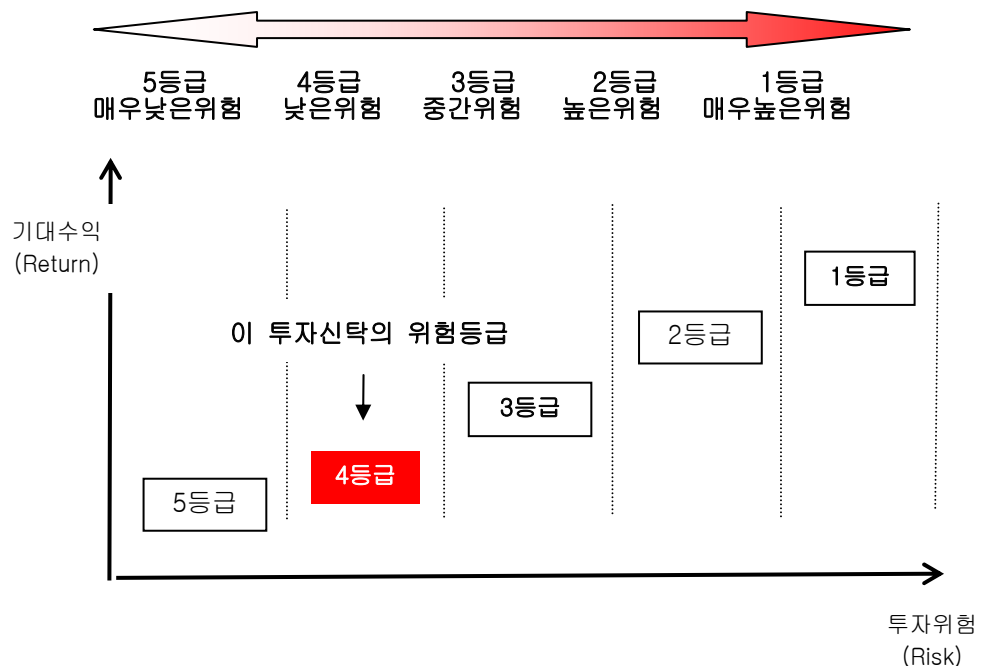 5등급 4등급 3등급 2등급 1등급
매우낮은위험 낮은위험 중간위험 높은위험 매우높은위험
기대수익
(Return)
1등급
이 투자신탁의 위험등급
2등급
3등급
4등급
5등급
투자위험
(Risk)